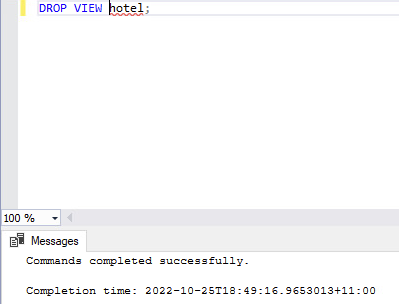 DROP VIEW hotel;
100 %
Messages
Commands completed successfully.
Completion time: 2022-10-25T18:49:16.9653013+11:00